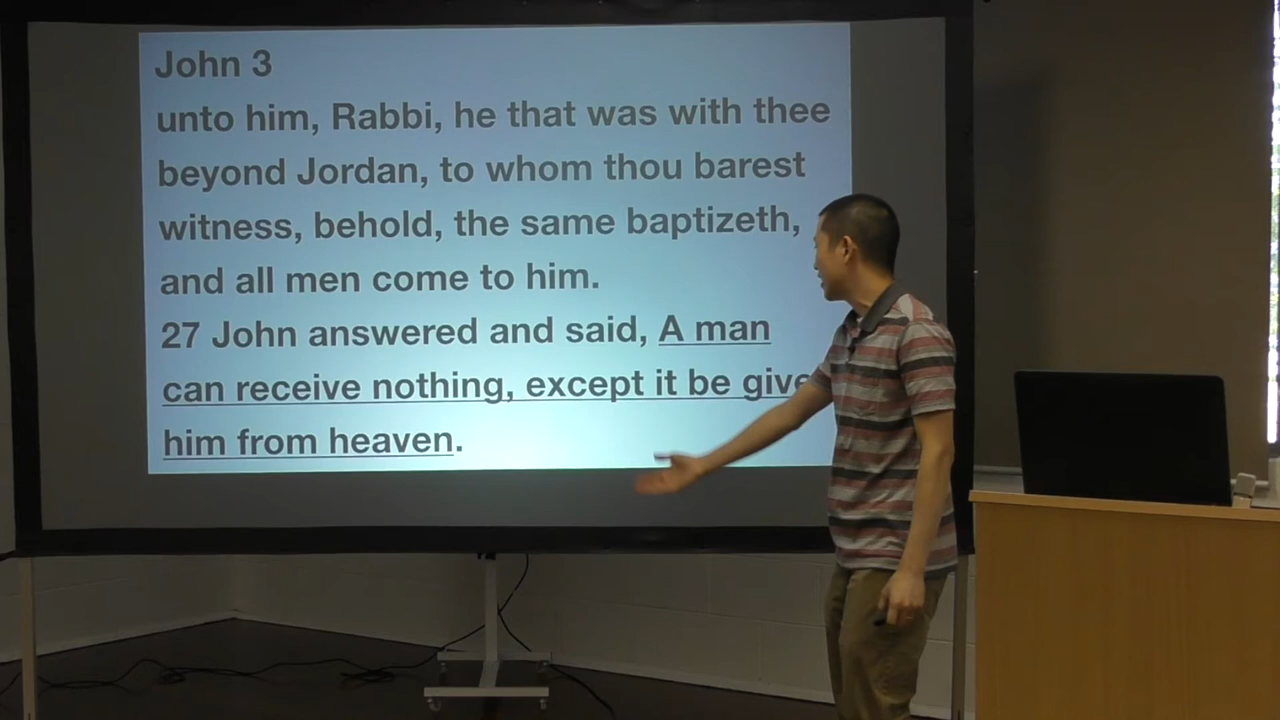 John 3
unto him, Rabbi, he that was with thee
beyond Jordan, to whom thou barest
witness, behold, the same baptizeth,
and all men come to him.
27 John answered and said, A man
can receive nothing, except it be give
him from heaven.